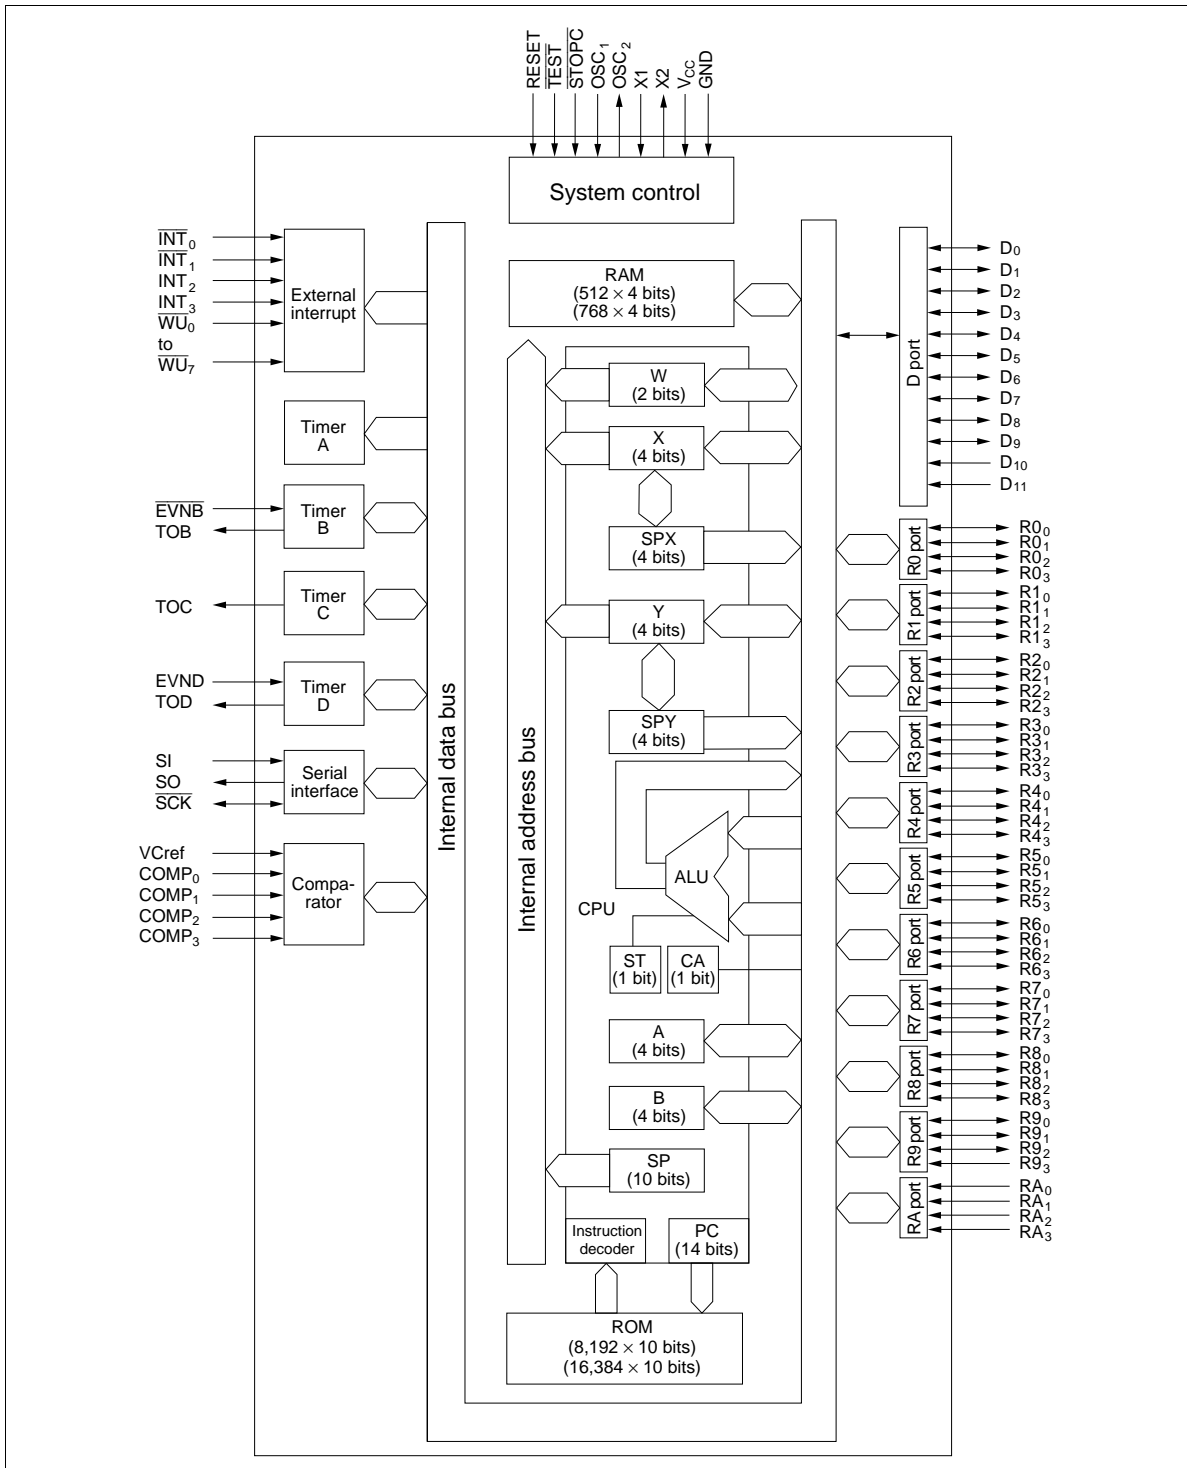 RESET
TEST
STOPC
OSC1
OSC2
X1
X2
VCC
GND
System control
INT0
INT1
INT2
INT3
WU0
to
WU7
External
interrupt
Timer
A
EVNB
TOB
Timer
B
TOC
Timer
C
EVND
TOD
Timer
D
SI
SO
SCK
Serial
interface
VCref
COMP0
COMP1
COMP2
COMP3
Compa-
rator
Internal data bus
Internal address bus
RAM
(512 × 4 bits)
(768 × 4 bits)
W
(2 bits)
X
(4 bits)
SPX
(4 bits)
Y
(4 bits)
SPY
(4 bits)
ALU
CPU
ST
(1 bit)
CA
(1 bit)
A
(4 bits)
B
(4 bits)
SP
(10 bits)
Instruction
decoder
PC
(14 bits)
ROM
(8,192 × 10 bits)
(16,384 × 10 bits)
D port
D0
D1
D2
D3
D4
D5
D6
D7
D8
D9
D10
D11
R0 port
R00
R01
R02
R03
R1 port
R10
R11
R12
R13
R2 port
R20
R21
R22
R23
R3 port
R30
R31
R32
R33
R4 port
R40
R41
R42
R43
R5 port
R50
R51
R52
R53
R6 port
R60
R61
R62
R63
R7 port
R70
R71
R72
R73
R8 port
R80
R81
R82
R83
R9 port
R90
R91
R92
R93
RA port
RA0
RA1
RA2
RA3